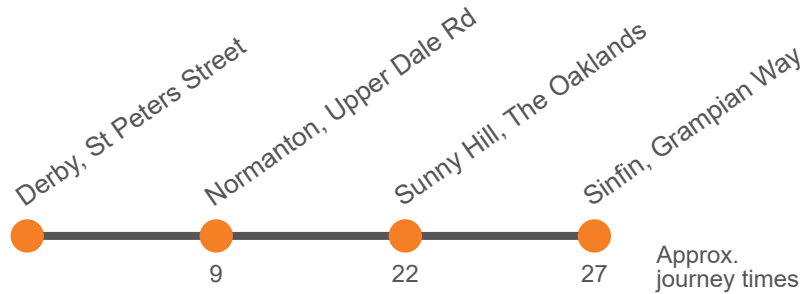 Derby, St Peters Street
Normanton, Upper Dale Rd
Sunny Hill, The Oaklands
Sinfin, Grampian Way
9
22
27
Approx.
journey times